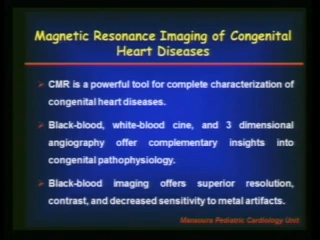 Magnetic Resonance Imaging of Congenital
Heart Diseases
CMR is a powerful tool for complete characterization of
congenital heart diseases.
Black-blood, white-blood cine, and 3 dimensional
angiography offer complementary insights into
congenital pathophysiology.
Black-blood imaging offers superior resolution,
contrast, and decreased sensitivity to metal artifacts.
Mansoura Pediatric Cardiology Unit